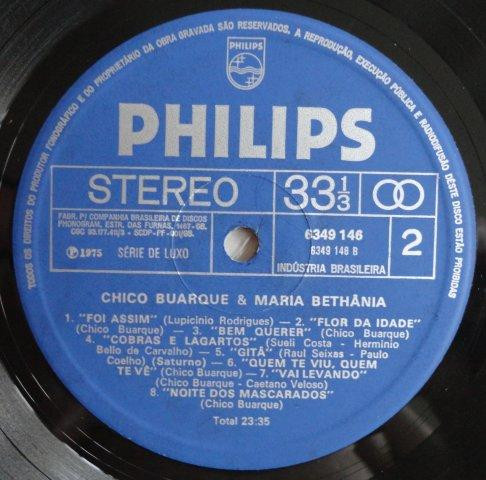 TODOS OS DIREITOS DO PRODUTOR FONOGRÁFICO E DO PROPRIETÁRIO DA OBRA GRAVADA SÃO RESERVADOS. A REPRODUÇÃO, EXECUÇÃO PÚBLICA E RADIODIFUSÃO DÊSTE DISCO ESTÃO PROIBIDAS
PHILIPS
PHILIPS
STEREO 33 1/3
FABR. P/ COMPANHIA BRASILEIRA DE DISCOS
PHONOGRAM, ESTR. DAS FURNAS, 1467-GB.
6349 146
6349 146 B
2
℗ 1975 SÉRIE DE LUXO
INDÚSTRIA BRASILEIRA
CHICO BUARQUE & MARIA BETHÂNIA
1. "FOI ASSIM" (Lupicinio Rodrigues) — 2. "FLOR DA IDADE"
(Chico Buarque) — 3. "BEM QUERER" (Chico Buarque)
4. "COBRAS E LAGARTOS" (Sueli Costa - Herminio
Bello de Carvalho) — 5. "GITÃ" (Raul Seixas - Paulo
Coelho) (Saturno) — 6. "QUEM TE VIU, QUEM
TE VÊ" (Chico Buarque) — 7. "VAI LEVANDO"
(Chico Buarque - Caetano Veloso)
8. "NOITE DOS MASCARADOS"
(Chico Buarque)
Total 23:35